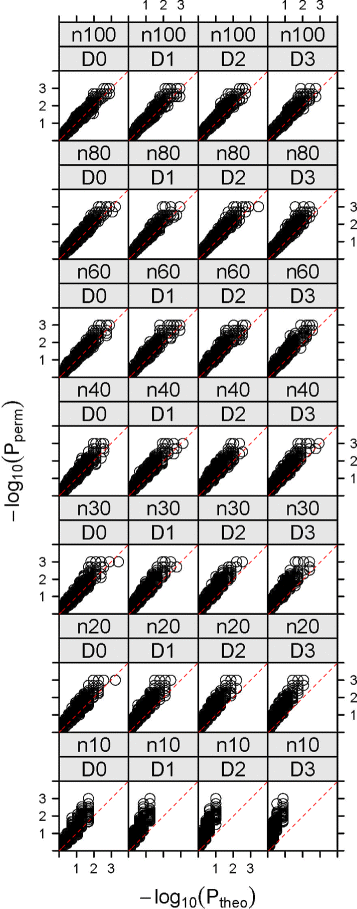 1 2 3 1 2 3
n100 n100 n100 n100
D0 D1 D2 D3
3
2
1
n80 n80 n80 n80
D0 D1 D2 D3
3
2
1
n60 n60 n60 n60
D0 D1 D2 D3
3
2
1
n40 n40 n40 n40
D0 D1 D2 D3
3
2
1
n30 n30 n30 n30
D0 D1 D2 D3
3
2
1
n20 n20 n20 n20
D0 D1 D2 D3
3
2
1
n10 n10 n10 n10
D0 D1 D2 D3
3
2
1
1 2 3 1 2 3
−log10(Pperm)
−log10(Ptheo)